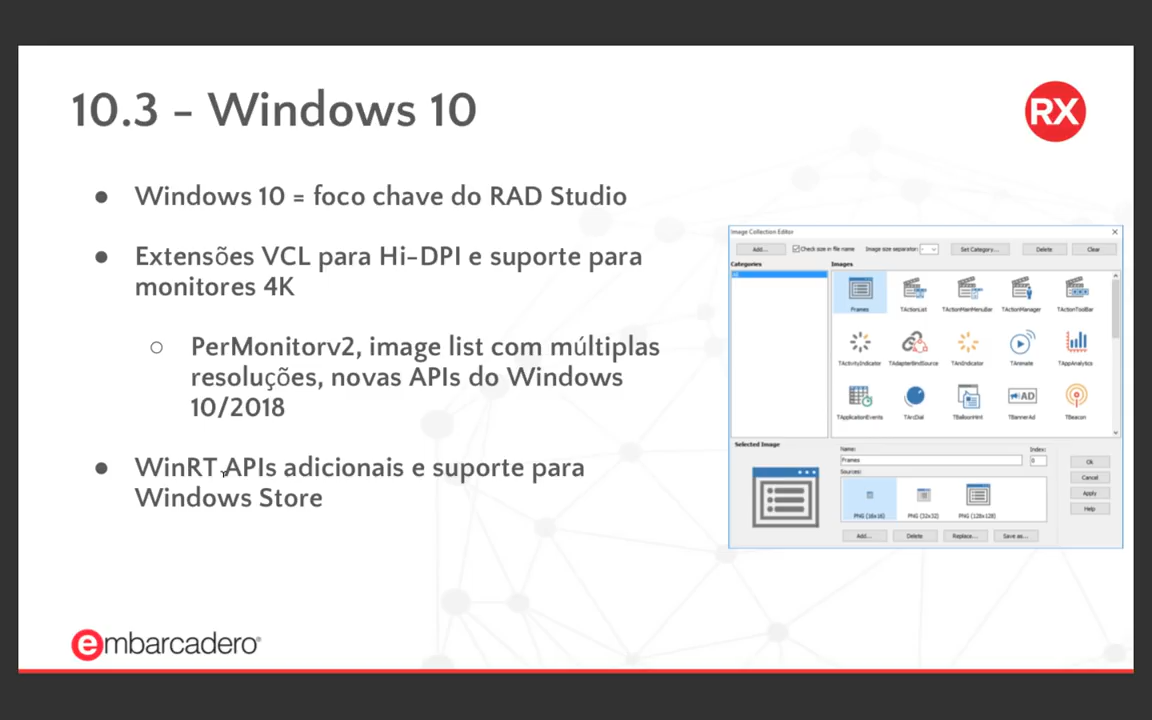 10.3 – Windows 10
RX
● Windows 10 = foco chave do RAD Studio
● Extensões VCL para Hi-DPI e suporte para
monitores 4K
○ PerMonitorv2, image list com múltiplas
resoluções, novas APIs do Windows
10/2018
● WinRT APIs adicionais e suporte para
Windows Store
Image Collection Editor
Add... Check size in file name Image size separator: Set Category... Delete Clear
Categories Images
All
Frames TActionList TActionMainMenuBar TActionManager TActionToolBar
TActivityIndicator TAdapterBindSource TAniIndicator TAnimate TAppAnalytics
AD
TApplicationEvents TArcDial TBalloonHint TBannerAd TBeacon
Selected Image
Name: Index:
Frames 0
Sources:
PNG (16x16) PNG (32x32) PNG (128x128)
Add... Delete Replace... Save as...
Ok
Cancel
Apply
Help
embarcadero®